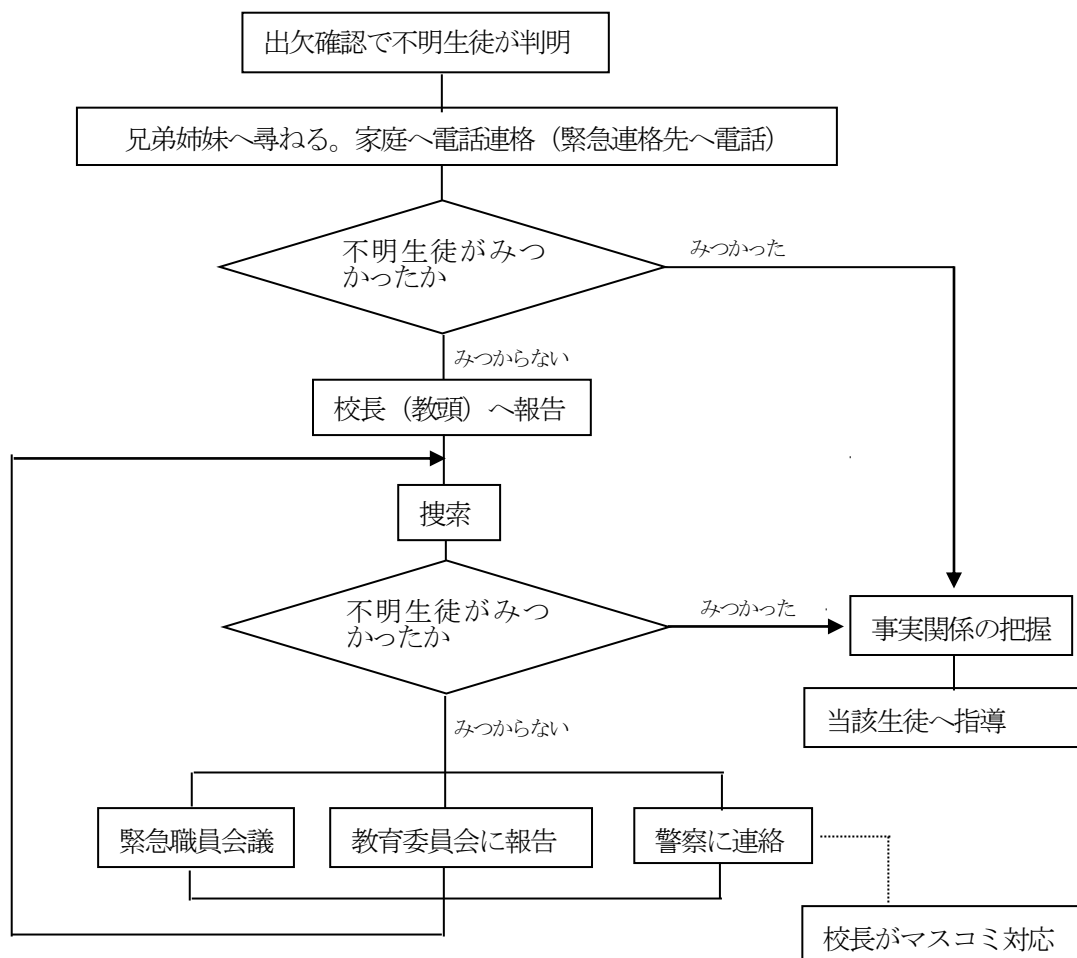 出欠確認で不明生徒が判明
兄弟姉妹へ尋ねる。家庭へ電話連格（緊急連格先へ電話）
不明生徒がみつ
かったか
みつかった
みつからない
校長（教頭）へ報告
捜索
不明生徒がみつ
かったか
みつかった
事実関係の把握
当該生徒へ指導
みつからない
緊急職員会議
教育委員会に報告
警察に連絡
校長がマスコミ対応